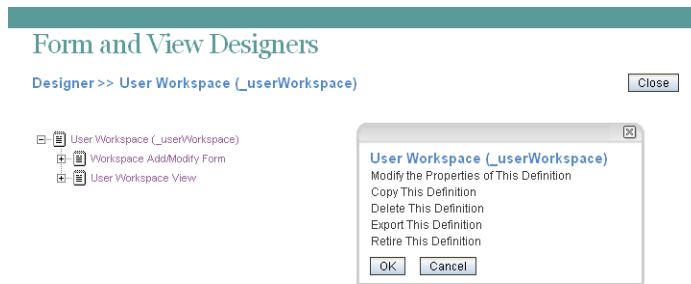 Form and View Designers
Designer >> User Workspace (_userWorkspace)
Close
User Workspace (_userWorkspace)
Workspace Add/Modify Form
User Workspace View
User Workspace (_userWorkspace)
Modify the Properties of This Definition
Copy This Definition
Delete This Definition
Export This Definition
Retire This Definition
OK Cancel